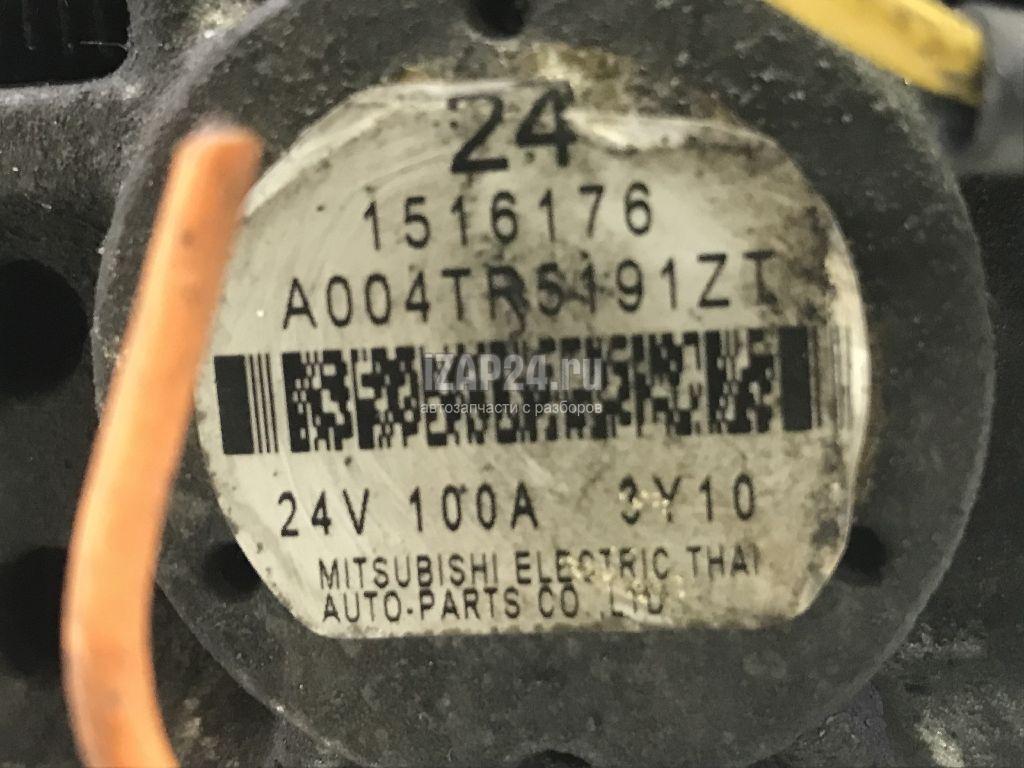 24
1516176
A004TR5191ZT
IZAP24.ru
автозапчасти с разборов
24V 100A 3Y10
MITSUBISHI ELECTRIC THAI
AUTO-PARTS CO.,LTD